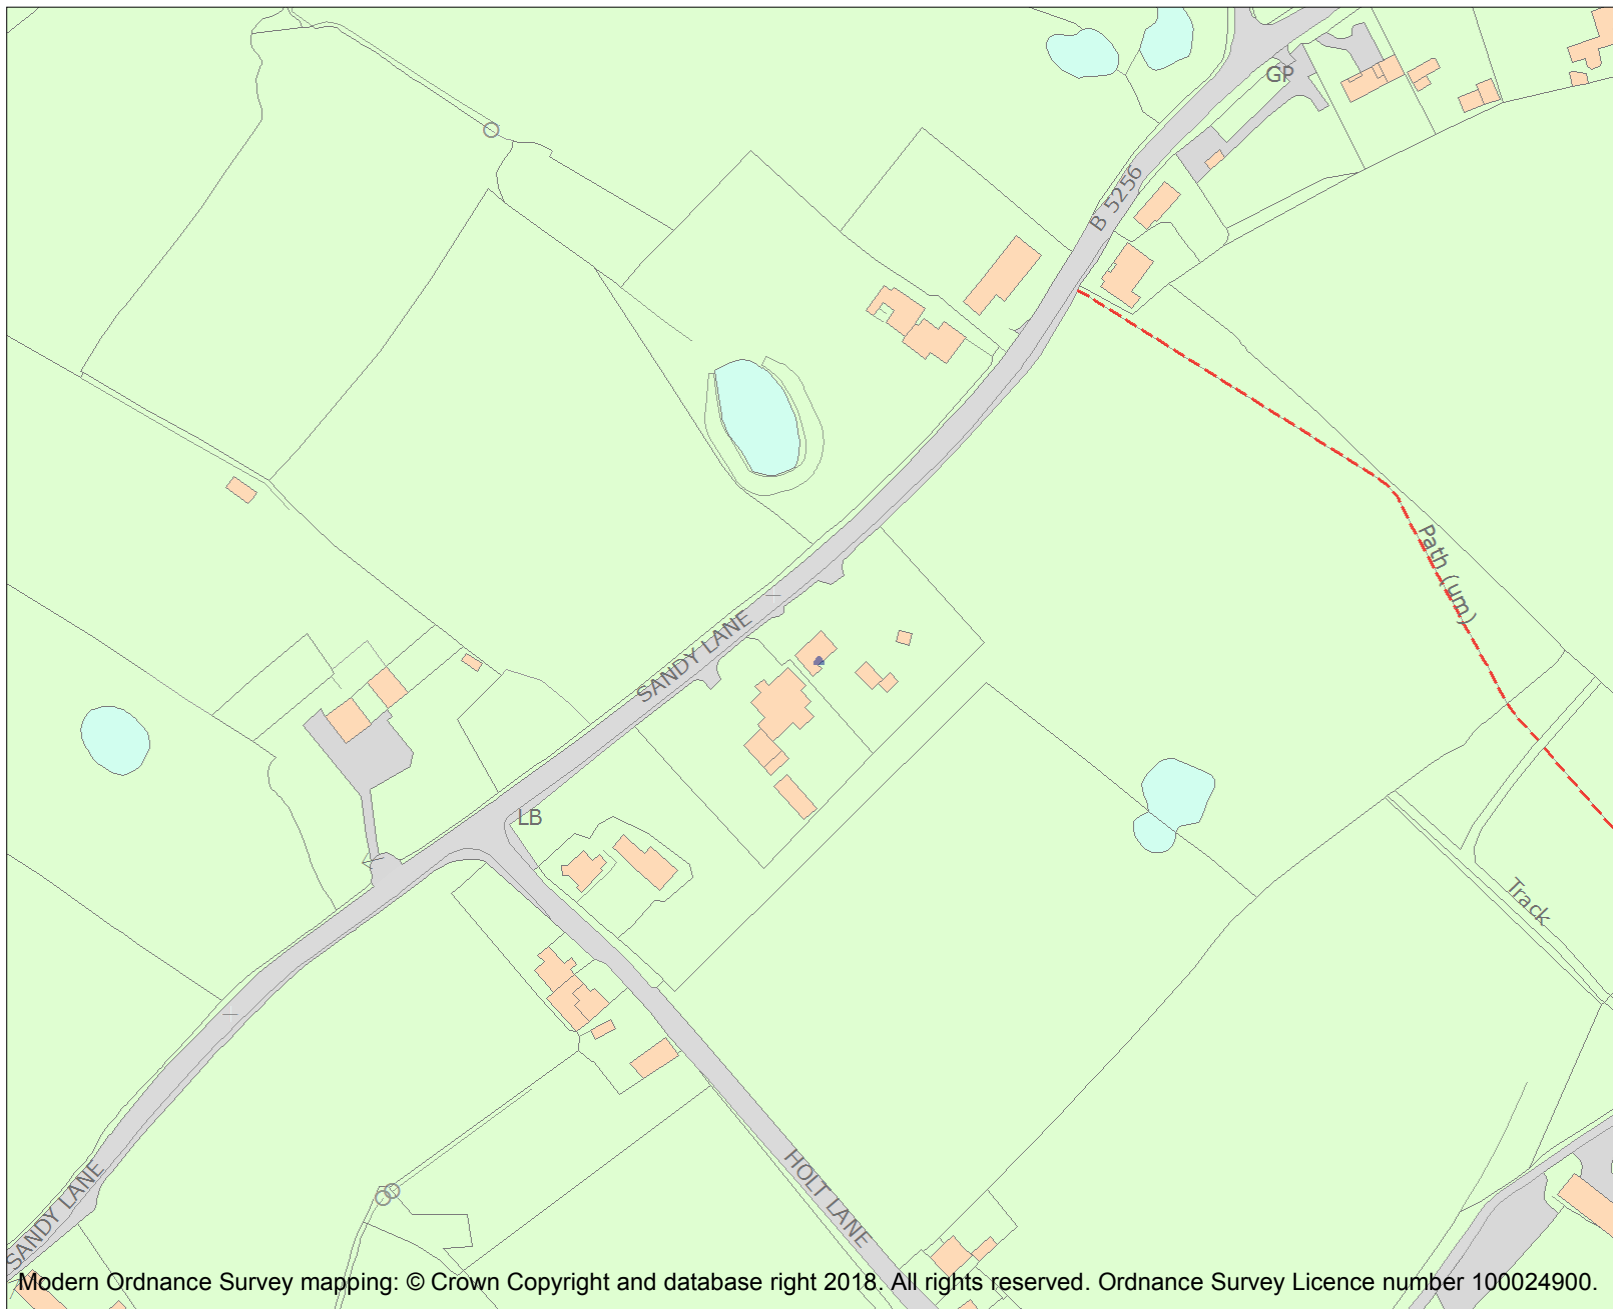 GP
B 5256
Path (um)
SANDY LANE
LB
Track
HOLT LANE
SANDY LANE
Modern Ordnance Survey mapping: © Crown Copyright and database right 2018. All rights reserved. Ordnance Survey Licence number 100024900.